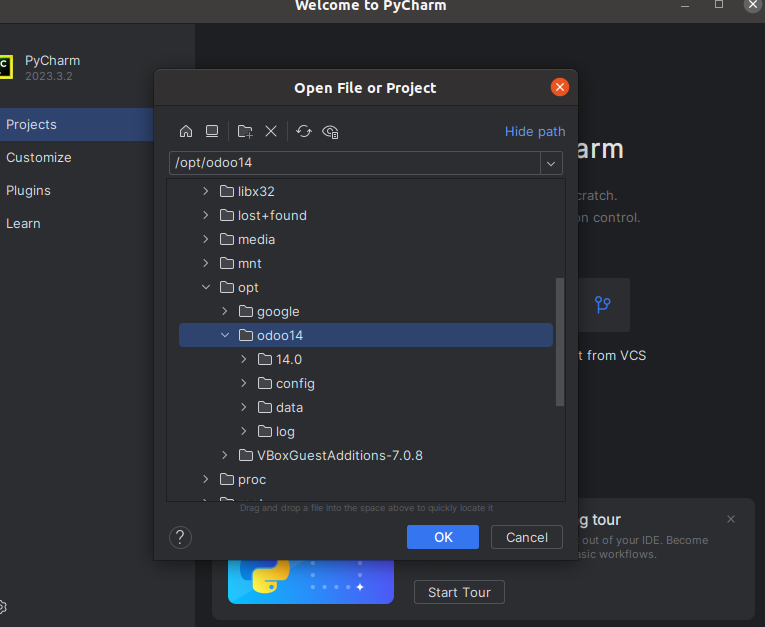 Welcome to PyCharm
PyCharm
2023.3.2
Projects
Customize
Plugins
Learn
Open File or Project
Hide path
/opt/odoo14
libx32
lost+found
media
mnt
opt
google
odoo14
14.0
config
data
log
VBoxGuestAdditions-7.0.8
proc
Drag and drop a file into the space above to quickly locate it
?
OK
Cancel
arm
cratch.
on control.
t from VCS
g tour
out of your IDE. Become
asic workflows.
Start Tour